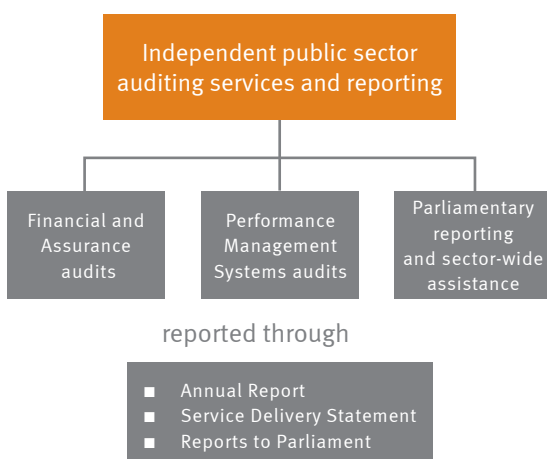 Independent public sector
auditing services and reporting
Financial and
Assurance
audits
Performance
Management
Systems audits
Parliamentary
reporting
and sector-wide
assistance
reported through
■ Annual Report
■ Service Delivery Statement
■ Reports to Parliament